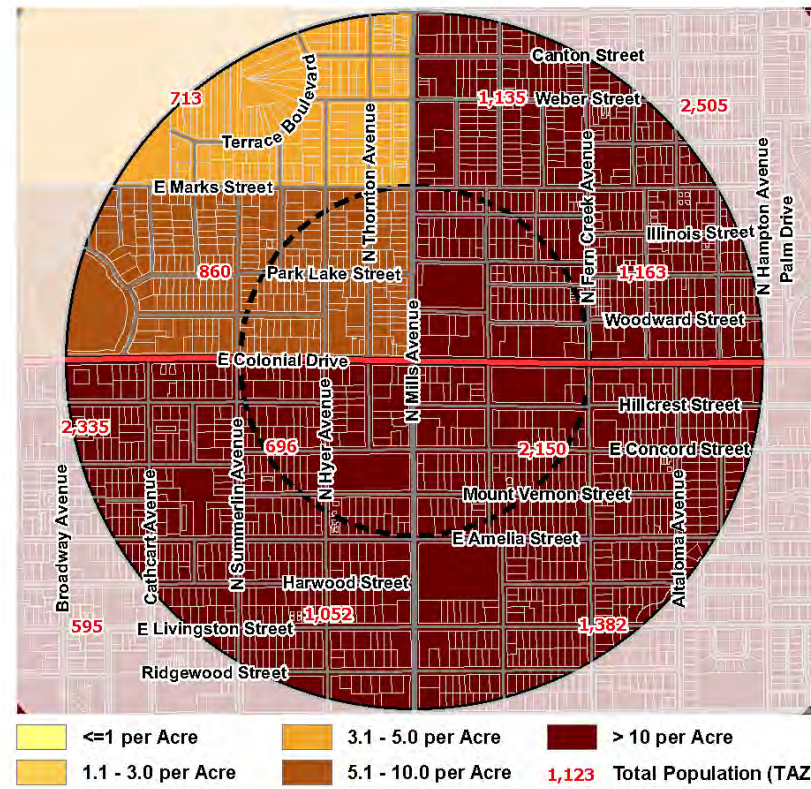 Canton Street
713
1,135
Weber Street
2,505
Terrace Boulevard
N Thornton Avenue
N Fern Creek Avenue
N Hampton Avenue
Palm Drive
E Marks Street
Illinois Street
860
Park Lake Street
1,163
N Mills Avenue
Woodward Street
E Colonial Drive
N Hyer Avenue
Hillcrest Street
2,335
696
2,150
E Concord Street
N Summerlin Avenue
Broadway Avenue
Cathcart Avenue
Mount Vernon Street
Altaloma Avenue
E Amelia Street
Harwood Street
595
E Livingston Street
1,052
1,382
Ridgewood Street
<=1 per Acre
3.1 - 5.0 per Acre
> 10 per Acre
1.1 - 3.0 per Acre
5.1 - 10.0 per Acre
1,123 Total Population (TAZ